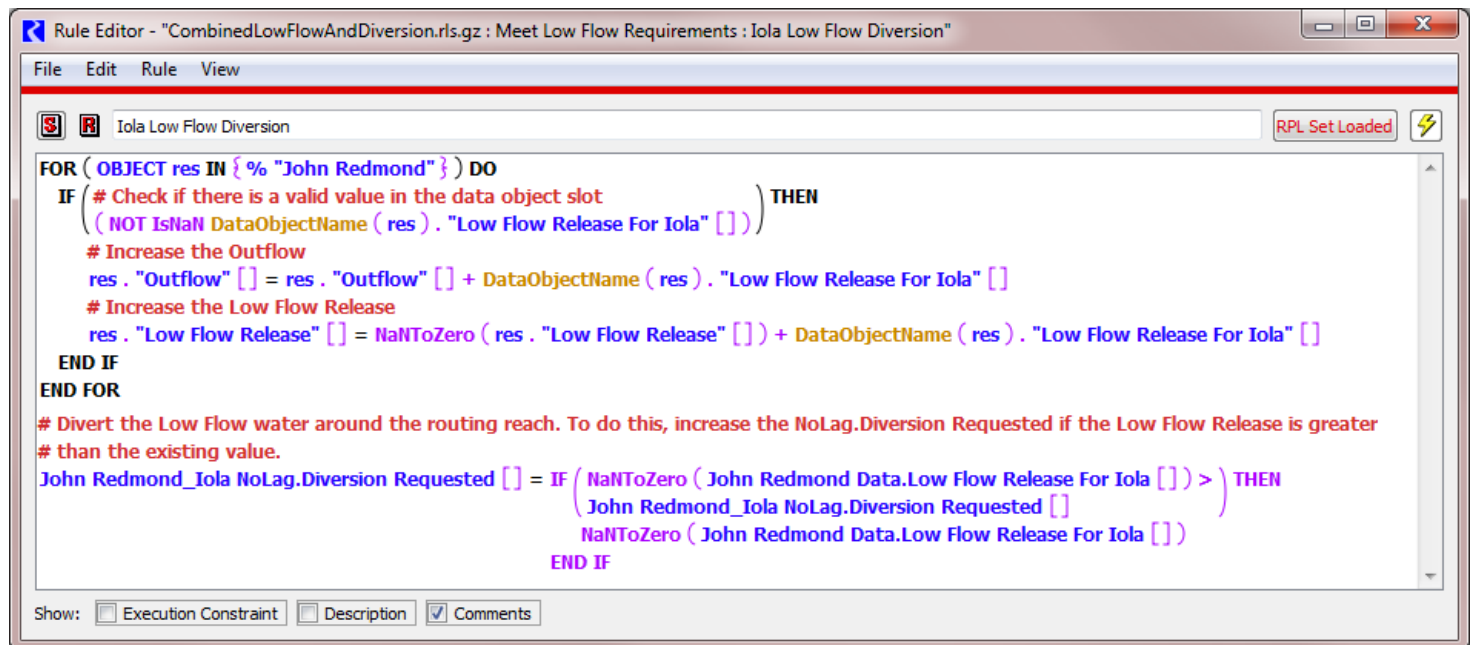 Rule Editor - "CombinedLowFlowAndDiversion.rls.gz : Meet Low Flow Requirements : Iola Low Flow Diversion"
File Edit Rule View
S R Iola Low Flow Diversion RPL Set Loaded
FOR ( OBJECT res IN { % "John Redmond" } ) DO
IF ( # Check if there is a valid value in the data object slot ) THEN
( NOT IsNaN DataObjectName ( res ) . "Low Flow Release For Iola" [ ] )
# Increase the Outflow
res . "Outflow" [ ] = res . "Outflow" [ ] + DataObjectName ( res ) . "Low Flow Release For Iola" [ ]
# Increase the Low Flow Release
res . "Low Flow Release" [ ] = NaNToZero ( res . "Low Flow Release" [ ] ) + DataObjectName ( res ) . "Low Flow Release For Iola" [ ]
END IF
END FOR
# Divert the Low Flow water around the routing reach. To do this, increase the NoLag.Diversion Requested if the Low Flow Release is greater
# than the existing value.
John Redmond_Iola NoLag.Diversion Requested [ ] = IF ( NaNToZero ( John Redmond Data.Low Flow Release For Iola [ ] ) > ) THEN
John Redmond_Iola NoLag.Diversion Requested [ ]
NaNToZero ( John Redmond Data.Low Flow Release For Iola [ ] )
END IF
Show: Execution Constraint Description Comments